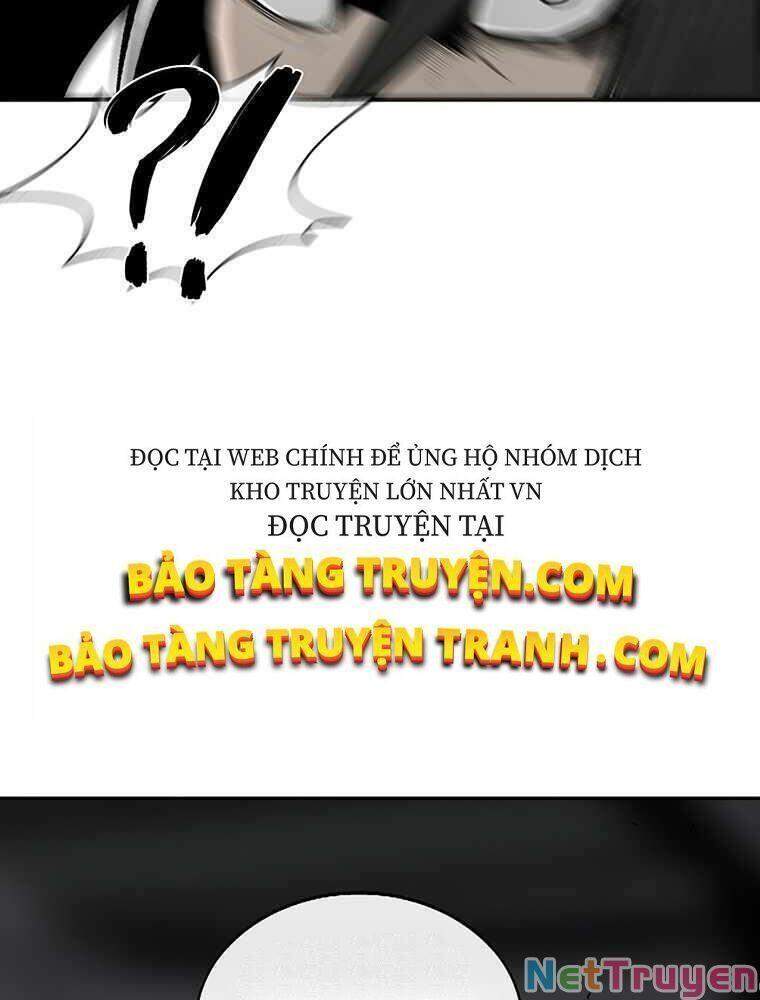 ?!
ĐỌC TẠI WEB CHÍNH ĐỂ ỦNG HỘ NHÓM DỊCH
KHO TRUYỆN LỚN NHẤT VN
ĐỌC TRUYỆN TẠI
BẢO TÀNG TRUYỆN.COM
BẢO TÀNG TRUYỆN TRANH.COM
NetTruyen